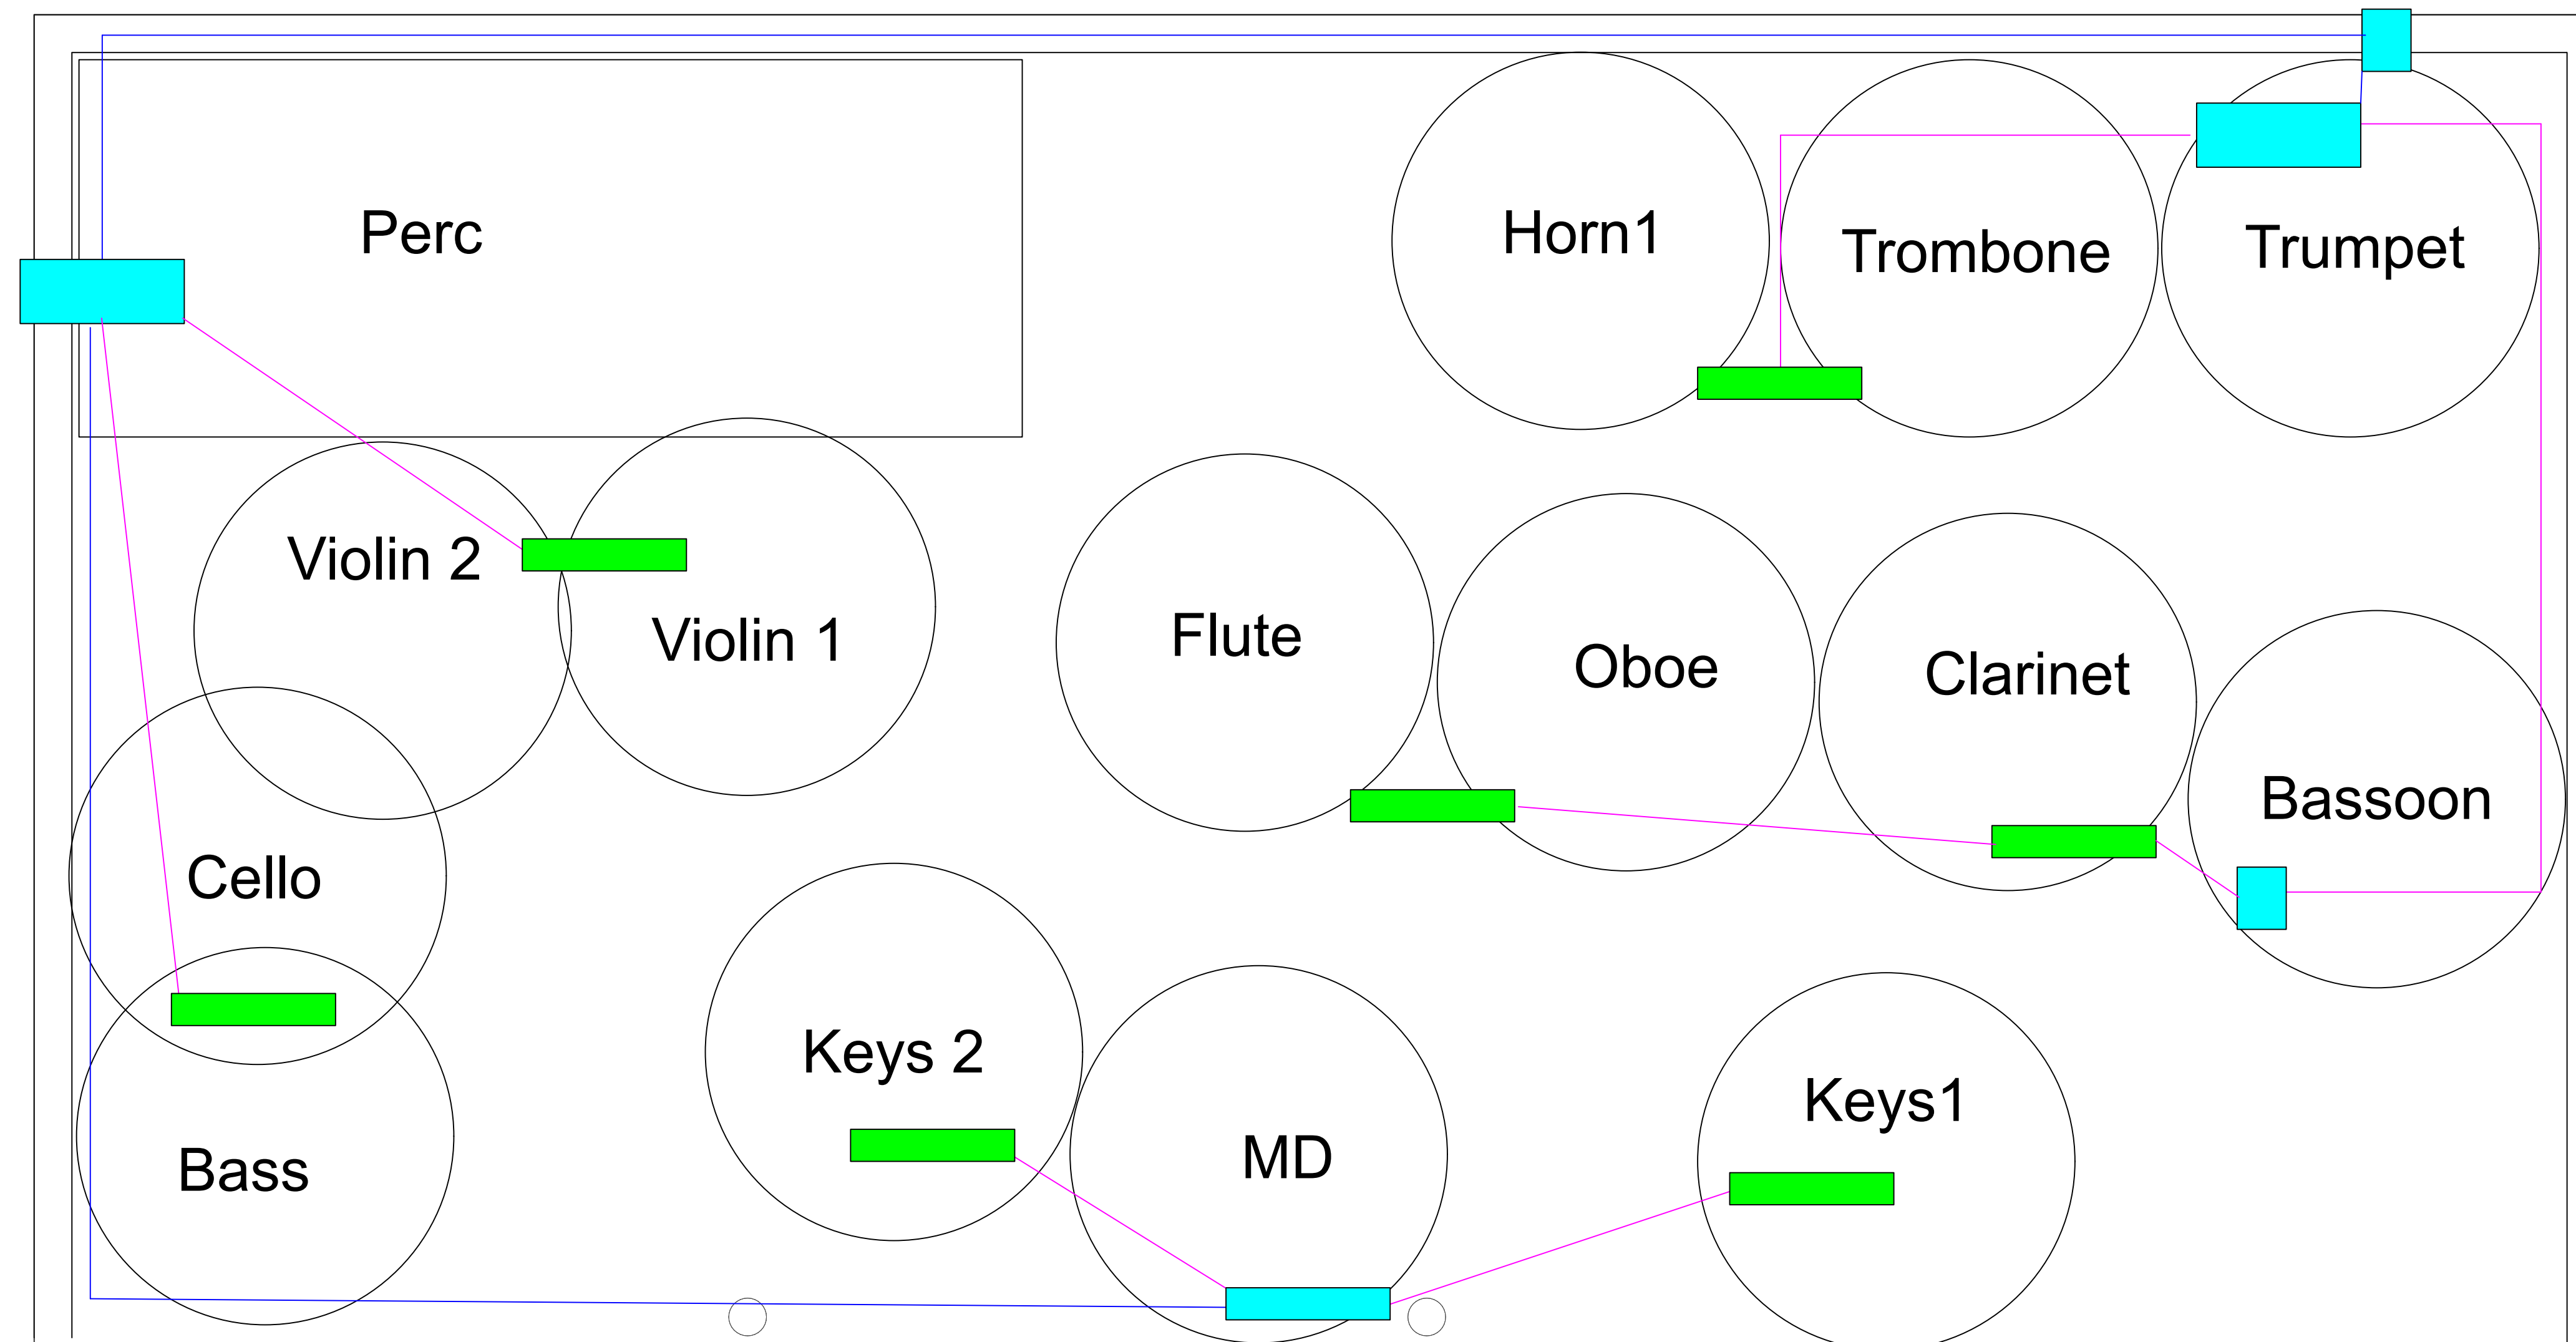 Perc
Horn1
Trombone
Trumpet
Violin 2
Violin 1
Flute
Oboe
Clarinet
Bassoon
Cello
Keys 2
Keys1
MD
Bass